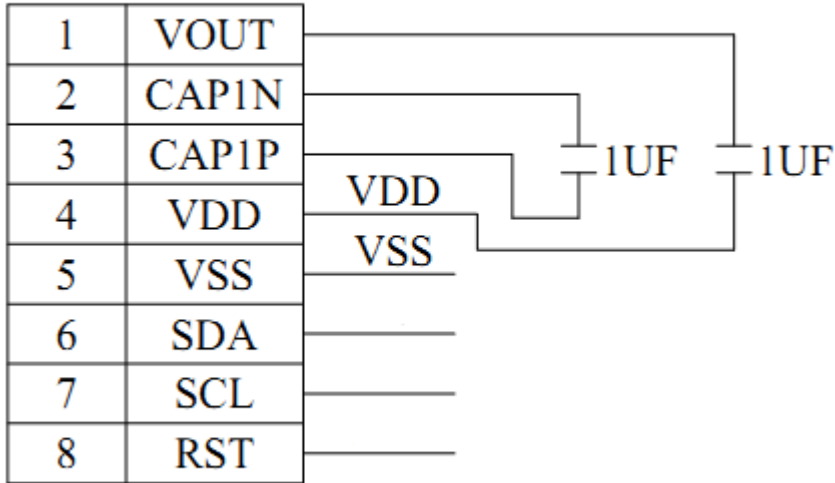 1 VOUT
2 CAP1N
3 CAP1P 1UF 1UF
VDD
4 VDD
VSS
5 VSS
6 SDA
7 SCL
8 RST